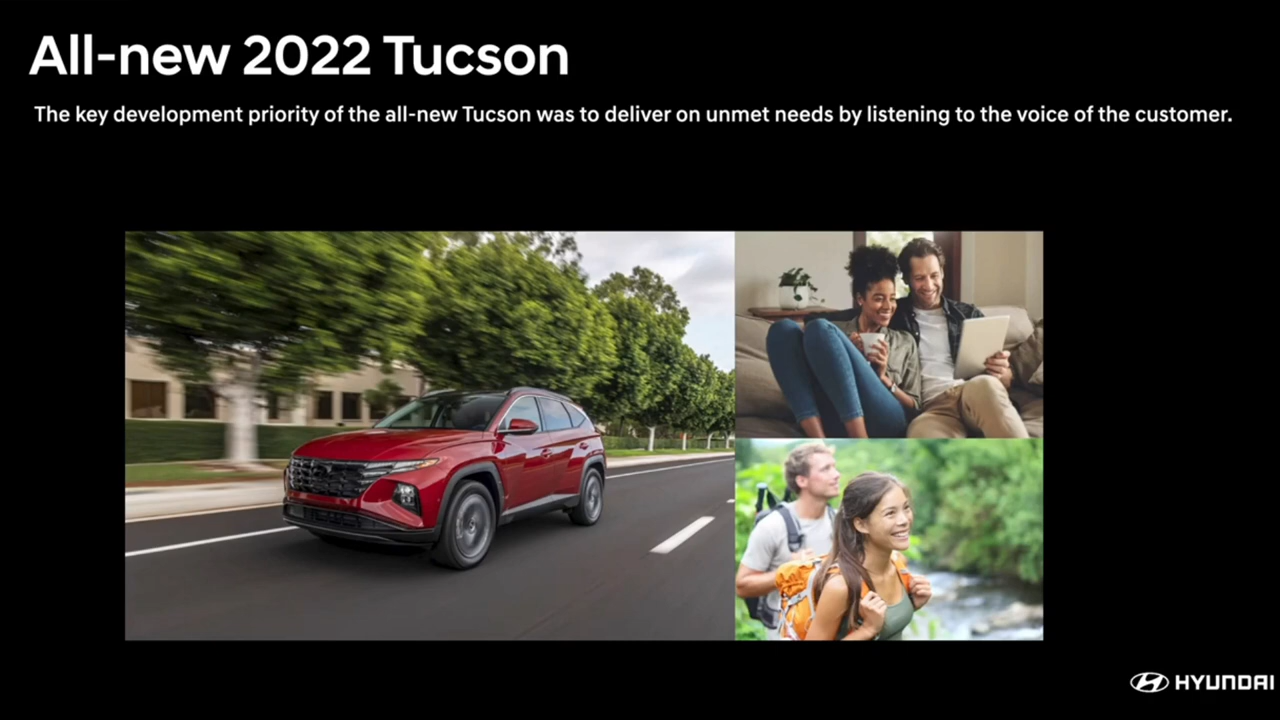 All-new 2022 Tucson
The key development priority of the all-new Tucson was to deliver on unmet needs by listening to the voice of the customer.
HYUNDAI